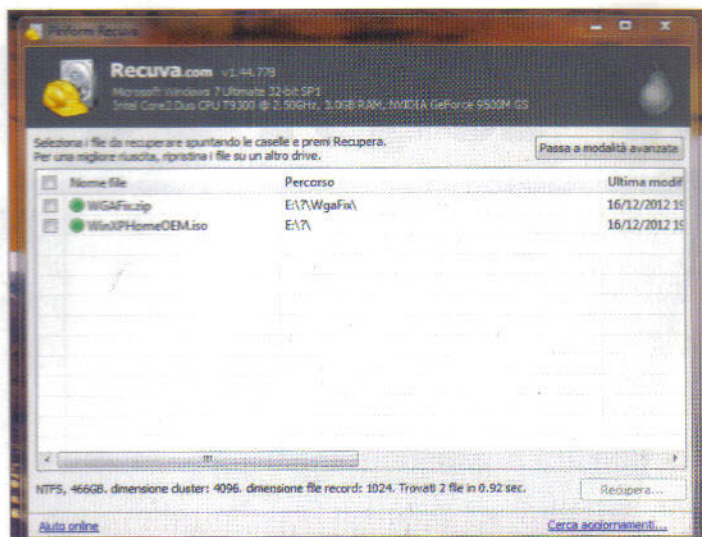 Piriform Recuva
Recuva.com v1.44.778
Microsoft Windows 7 Ultimate 32-bit SP1
Intel Core2 Duo CPU T9300 @ 2.50GHz, 3.0GB RAM, NVIDIA GeForce 9500M GS
Seleziona i file da recuperare spuntando le caselle e premi Recupera.
Per una migliore riuscita, ripristina i file su un altro drive.
Passa a modalità avanzata
Nome file Percorso Ultima modif
WGAFix.zip E:\?\WgaFix\ 16/12/2012 19
WinXPHomeOEM.iso E:\?\ 16/12/2012 19
NTFS, 466GB. dimensione cluster: 4096. dimensione file record: 1024. Trovati 2 file in 0.92 sec.
Recupera...
Aiuto online
Cerca aggiornamenti...